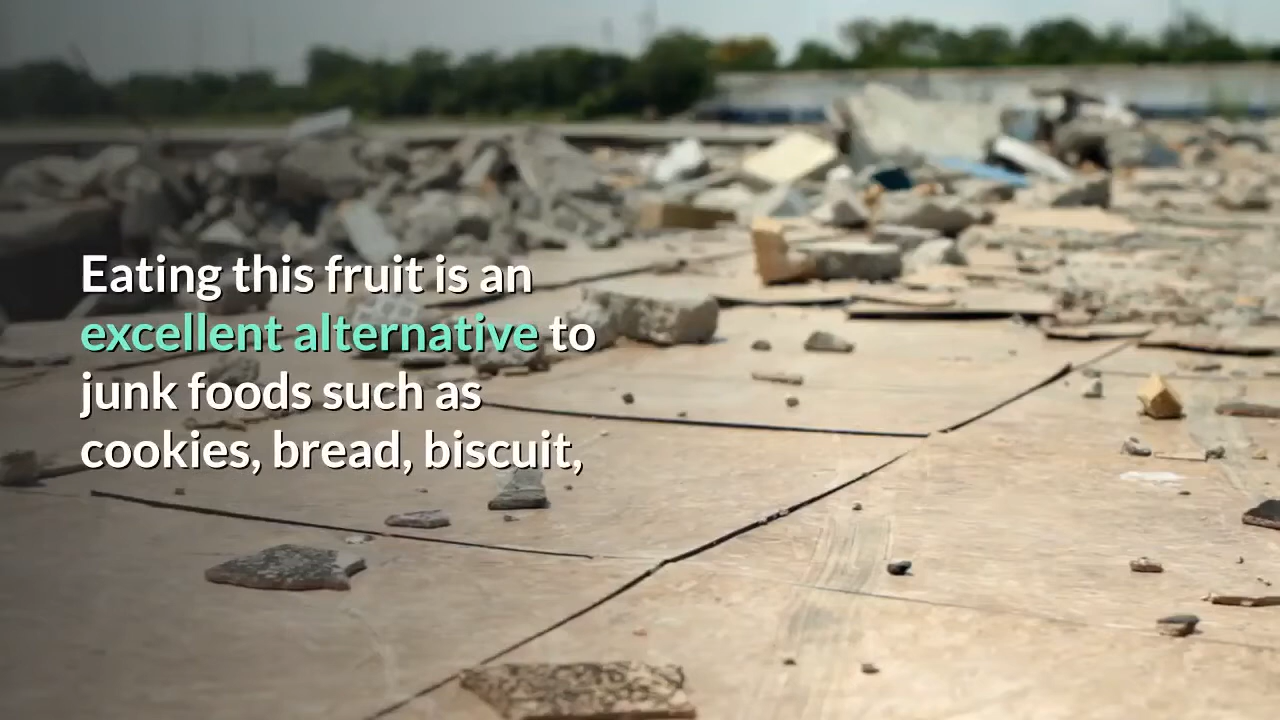 Eating this fruit is an
excellent alternative to
junk foods such as
cookies, bread, biscuit,